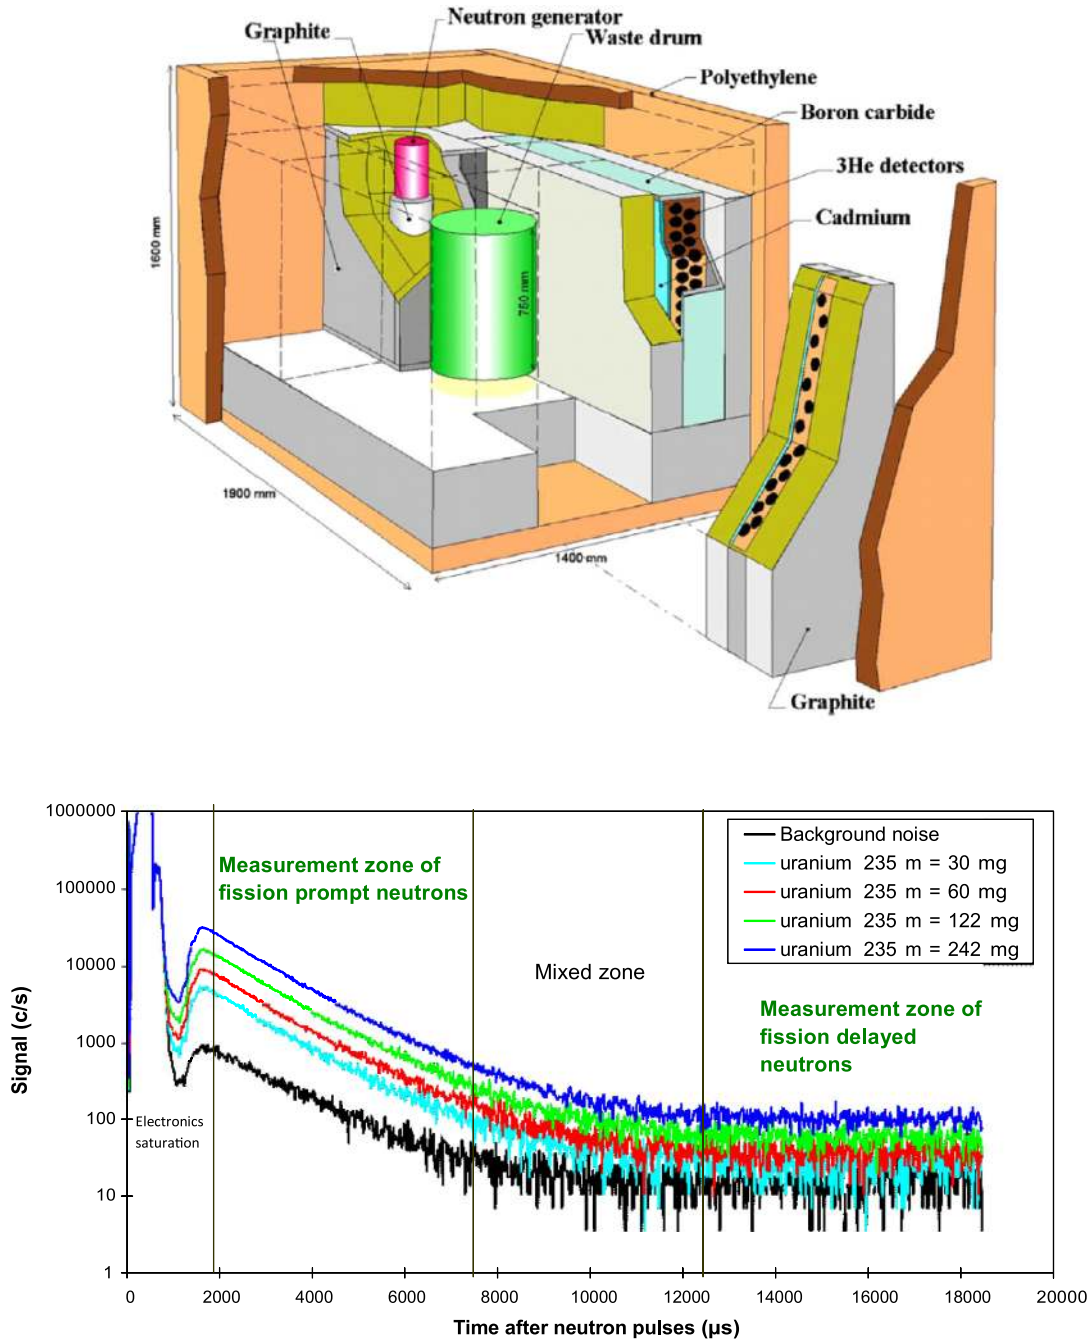 Neutron generator
Graphite
Waste drum
Polyethylene
Boron carbide
3He detectors
Cadmium
1600 mm
750 mm
1900 mm
1400 mm
Graphite
1000000
100000
10000
1000
100
10
1
Signal (c/s)
Measurement zone of
fission prompt neutrons
Mixed zone
Background noise
uranium 235 m = 30 mg
uranium 235 m = 60 mg
uranium 235 m = 122 mg
uranium 235 m = 242 mg
Measurement zone of
fission delayed
neutrons
Electronics
saturation
0 2000 4000 6000 8000 10000 12000 14000 16000 18000 20000
Time after neutron pulses (µs)